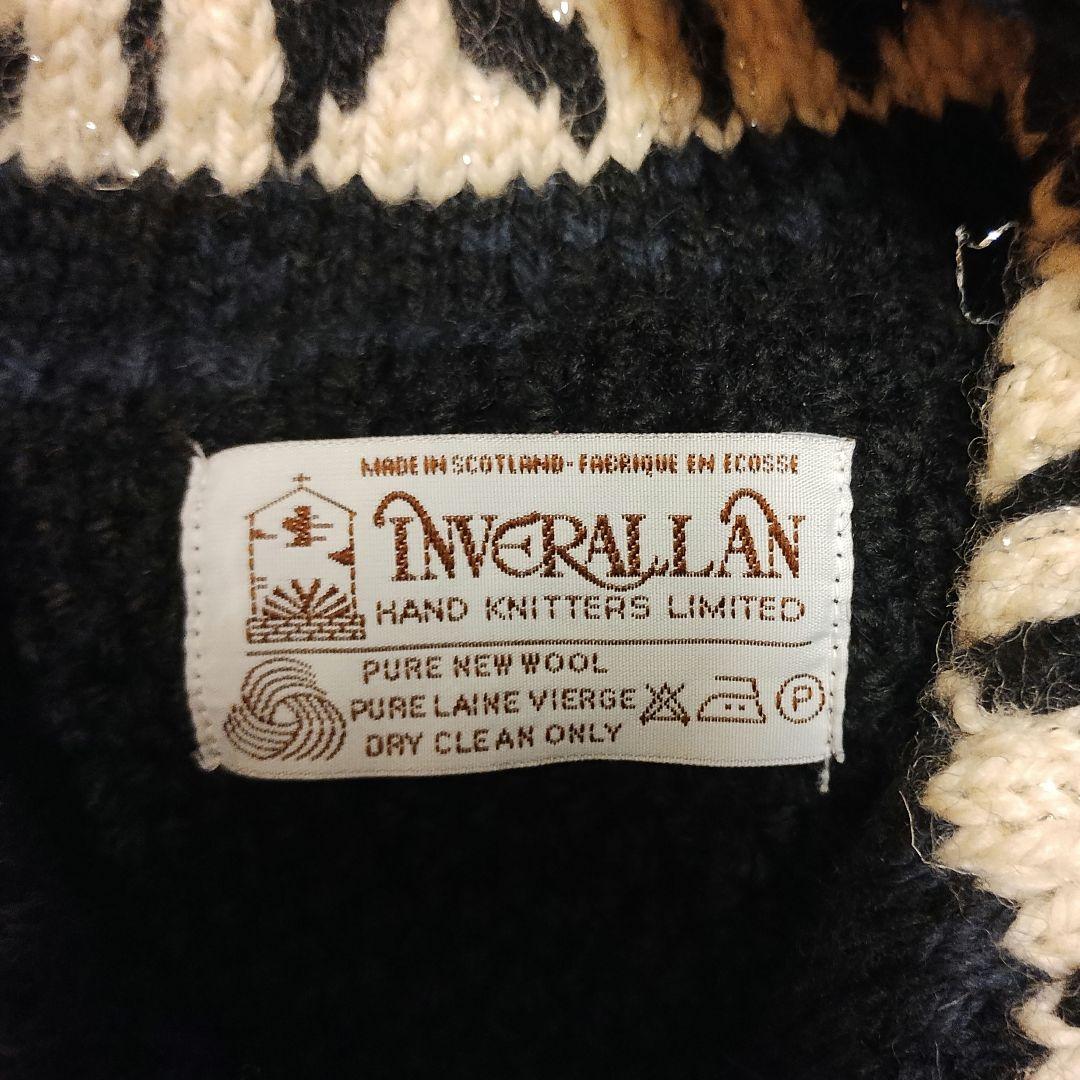 MADE IN SCOTLAND - FABRIQUE EN ECOSSE
INVERALLAN
HAND KNITTERS LIMITED
PURE NEW WOOL
PURE LAINE VIERGE
DRY CLEAN ONLY
P